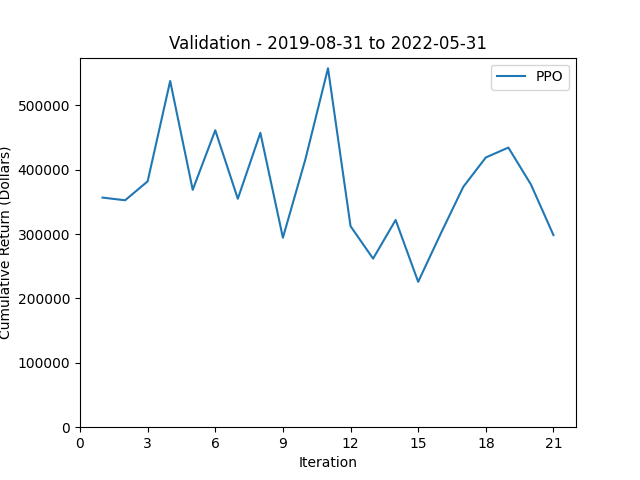 Validation - 2019-08-31 to 2022-05-31
PPO
Cumulative Return (Dollars)
500000
400000
300000
200000
100000
0
0 3 6 9 12 15 18 21
Iteration